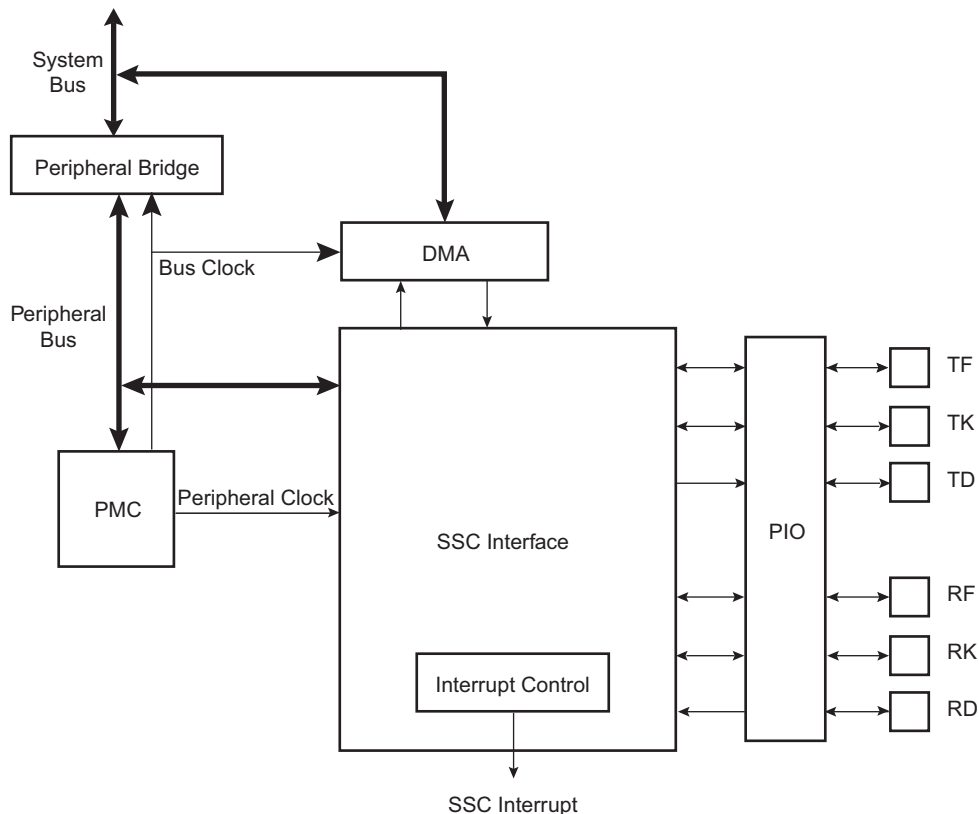 System
Bus
Peripheral Bridge
DMA
Bus Clock
Peripheral
Bus
TF
TK
TD
PMC
Peripheral Clock
SSC Interface
PIO
RF
RK
RD
Interrupt Control
SSC Interrupt